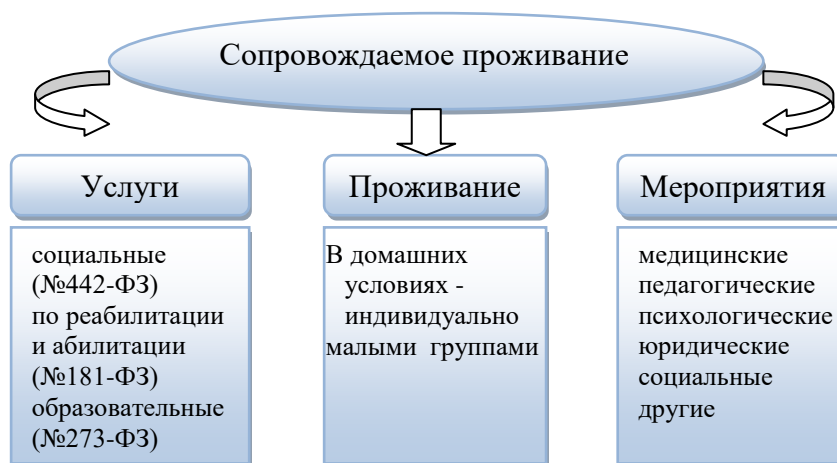 Сопровождаемое проживание
Услуги
социальные
(№442-ФЗ)
по реабилитации
и абилитации
(№181-ФЗ)
образовательные
(№273-ФЗ)
Проживание
В домашних
условиях -
индивидуально
малыми группами
Мероприятия
медицинские
педагогические
психологические
юридические
социальные
другие